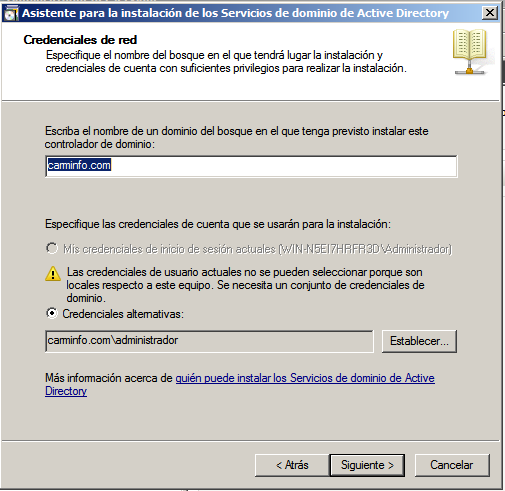 Asistente para la instalación de los Servicios de dominio de Active Directory
Credenciales de red
Especifique el nombre del bosque en el que tendrá lugar la instalación y
credenciales de cuenta con suficientes privilegios para realizar la instalación.
Escriba el nombre de un dominio del bosque en el que tenga previsto instalar este
controlador de dominio:
carminfo.com
Especifique las credenciales de cuenta que se usarán para la instalación:
Mis credenciales de inicio de sesión actuales (WIN-N5EI7HRFR3D\Administrador)
Las credenciales de usuario actuales no se pueden seleccionar porque son
locales respecto a este equipo. Se necesita un conjunto de credenciales de
dominio.
Credenciales alternativas:
carminfo.com\administrador
Establecer...
Más información acerca de quién puede instalar los Servicios de dominio de Active
Directory
< Atrás
Siguiente >
Cancelar